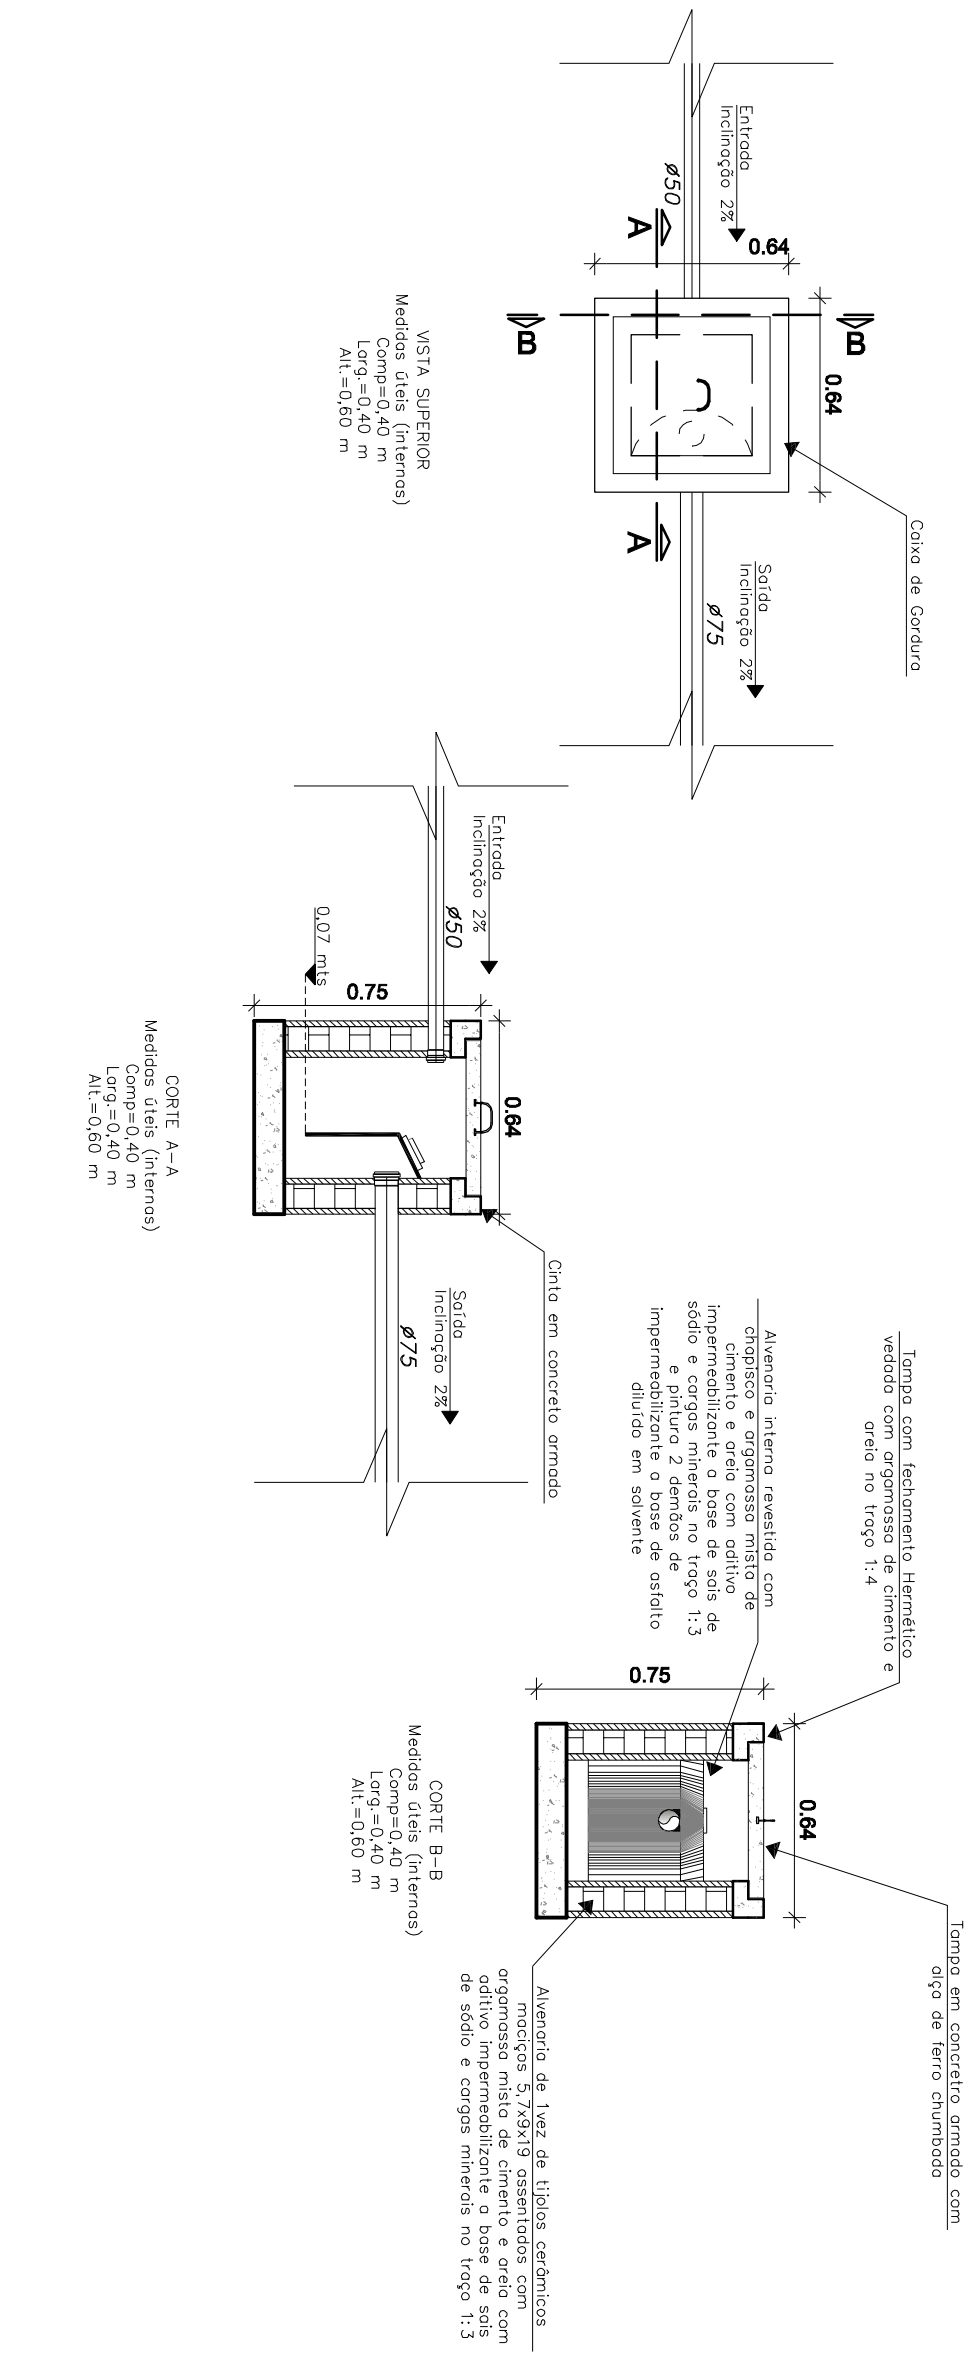 Entrada
Inclinação 2%
ø50
A
0.64
B
B
0.64
A
Caixa de Gordura
Saída
Inclinação 2%
ø75
VISTA SUPERIOR
Medidas úteis (internas)
Comp=0,40 m
Larg.=0,40 m
Alt.=0,60 m
Entrada
Inclinação 2%
ø50
0,07 mts
0.75
0.64
Cinta em concreto armado
Saída
Inclinação 2%
ø75
CORTE A-A
Medidas úteis (internas)
Comp=0,40 m
Larg.=0,40 m
Alt.=0,60 m
Tampa com fechamento Hermético
vedada com argamassa de cimento e
areia no traço 1:4
Alvenaria interna revestida com
chapisco e argamassa mista de
cimento e areia com aditivo
impermeabilizante a base de sais de
sódio e cargas minerais no traço 1:3
e pintura 2 demãos de
impermeabilizante a base de asfalto
diluído em solvente
0.75
0.64
Tampa em concretro armado com
alça de ferro chumbada
Alvenaria de 1vez de tijolos cerâmicos
maciços 5,7x9x19 assentados com
argamassa mista de cimento e areia com
aditivo impermeabilizante a base de sais
de sódio e cargas minerais no traço 1:3
CORTE B-B
Medidas úteis (internas)
Comp=0,40 m
Larg.=0,40 m
Alt.=0,60 m